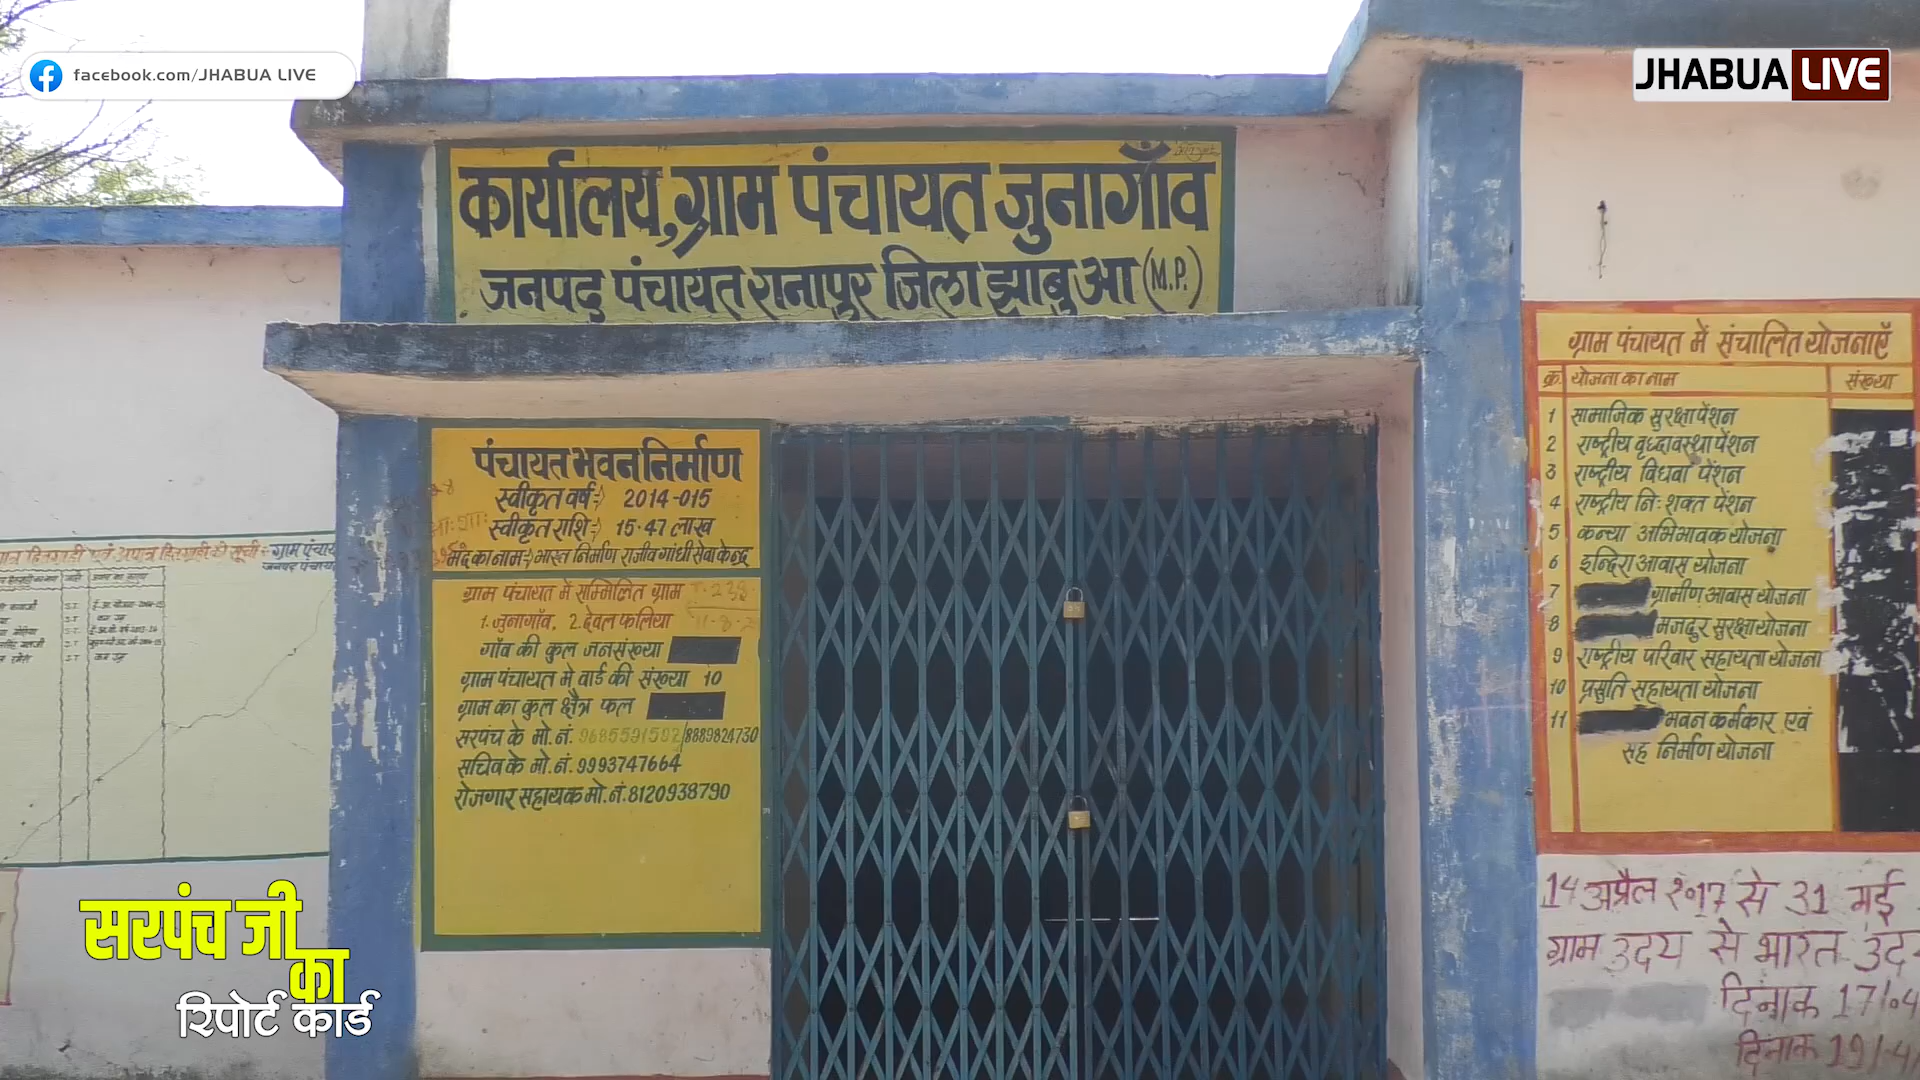 facebook.com/JHABUA LIVE
JHABUA LIVE
कार्यालय,ग्राम पंचायत जुनागाँव
जनपद पंचायत रानापुर जिला झाबुआ (M.P.)
पंचायत भवन निर्माण
स्वीकृत वर्ष 2014-015
स्वीकृत राशि 15.47 लाख
मद का नाम भारत निर्माण राजीव गांधी सेवा केन्द्र
ग्राम पंचायत में सम्मिलित ग्राम
1. जुनागाँव, 2. देवल फलिया
गाँव की कुल जनसंख्या
ग्राम पंचायत मे वार्ड की संख्या 10
ग्राम का कुल क्षैत्र फल
सरपंच के मो. नं. /8889824730
सचिव के मो. नं. 9993747664
रोजगार सहायक मो. नं. 8120938790
ग्राम पंचायत में संचालित योजनाएँ
क्र. योजना का नाम संख्या
1 सामाजिक सुरक्षा पेंशन
2 राष्ट्रीय वृध्दावस्था पेंशन
3 राष्ट्रीय विधवा पेंशन
4 राष्ट्रीय निः शक्त पेंशन
5 कन्या अभिभावक योजना
6 इन्दिरा आवास योजना
7 ग्रामीण आवास योजना
8 मजदुर सुरक्षा योजना
9 राष्ट्रीय परिवार सहायता योजना
10 प्रसुति सहायता योजना
11 भवन कर्मकार एवं
सह निर्माण योजना
14 अप्रैल २०17 से 31 मई
ग्राम उदय से भारत उद
दिनाक 17/०4
दिनाक 19/-4/
ग्राम पंचाय
जनपद पंचाय
सरपंच जी
का
रिपोर्ट कार्ड